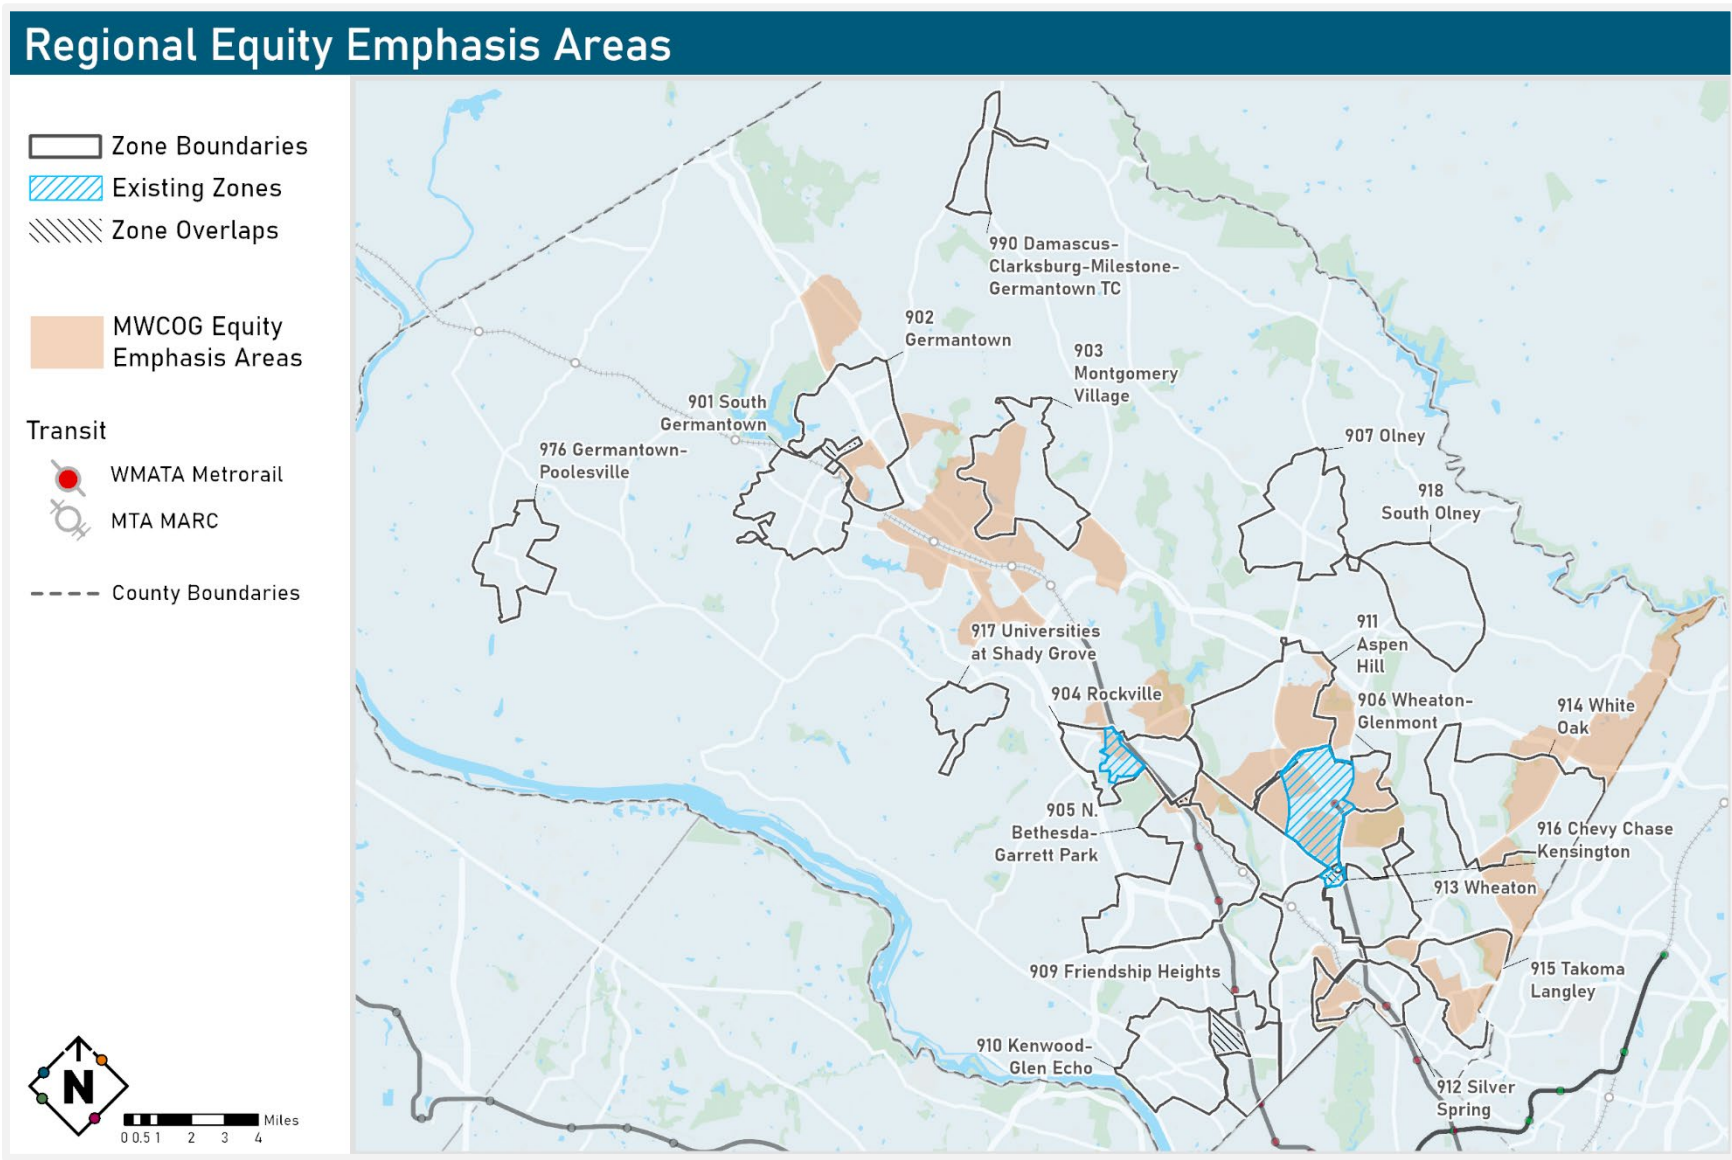 Regional Equity Emphasis Areas
Zone Boundaries
Existing Zones
Zone Overlaps
MWCOG Equity
Emphasis Areas
Transit
WMATA Metrorail
MTA MARC
County Boundaries
N
Miles
0 0.5 1 2 3 4
990 Damascus-
Clarksburg-Milestone-
Germantown TC
902
Germantown
903
Montgomery
Village
901 South
Germantown
976 Germantown-
Poolesville
907 Olney
918
South Olney
917 Universities
at Shady Grove
911
Aspen
Hill
904 Rockville
906 Wheaton-
Glenmont
914 White
Oak
905 N.
Bethesda-
Garrett Park
916 Chevy Chase
Kensington
913 Wheaton
909 Friendship Heights
915 Takoma
Langley
910 Kenwood-
Glen Echo
912 Silver
Spring